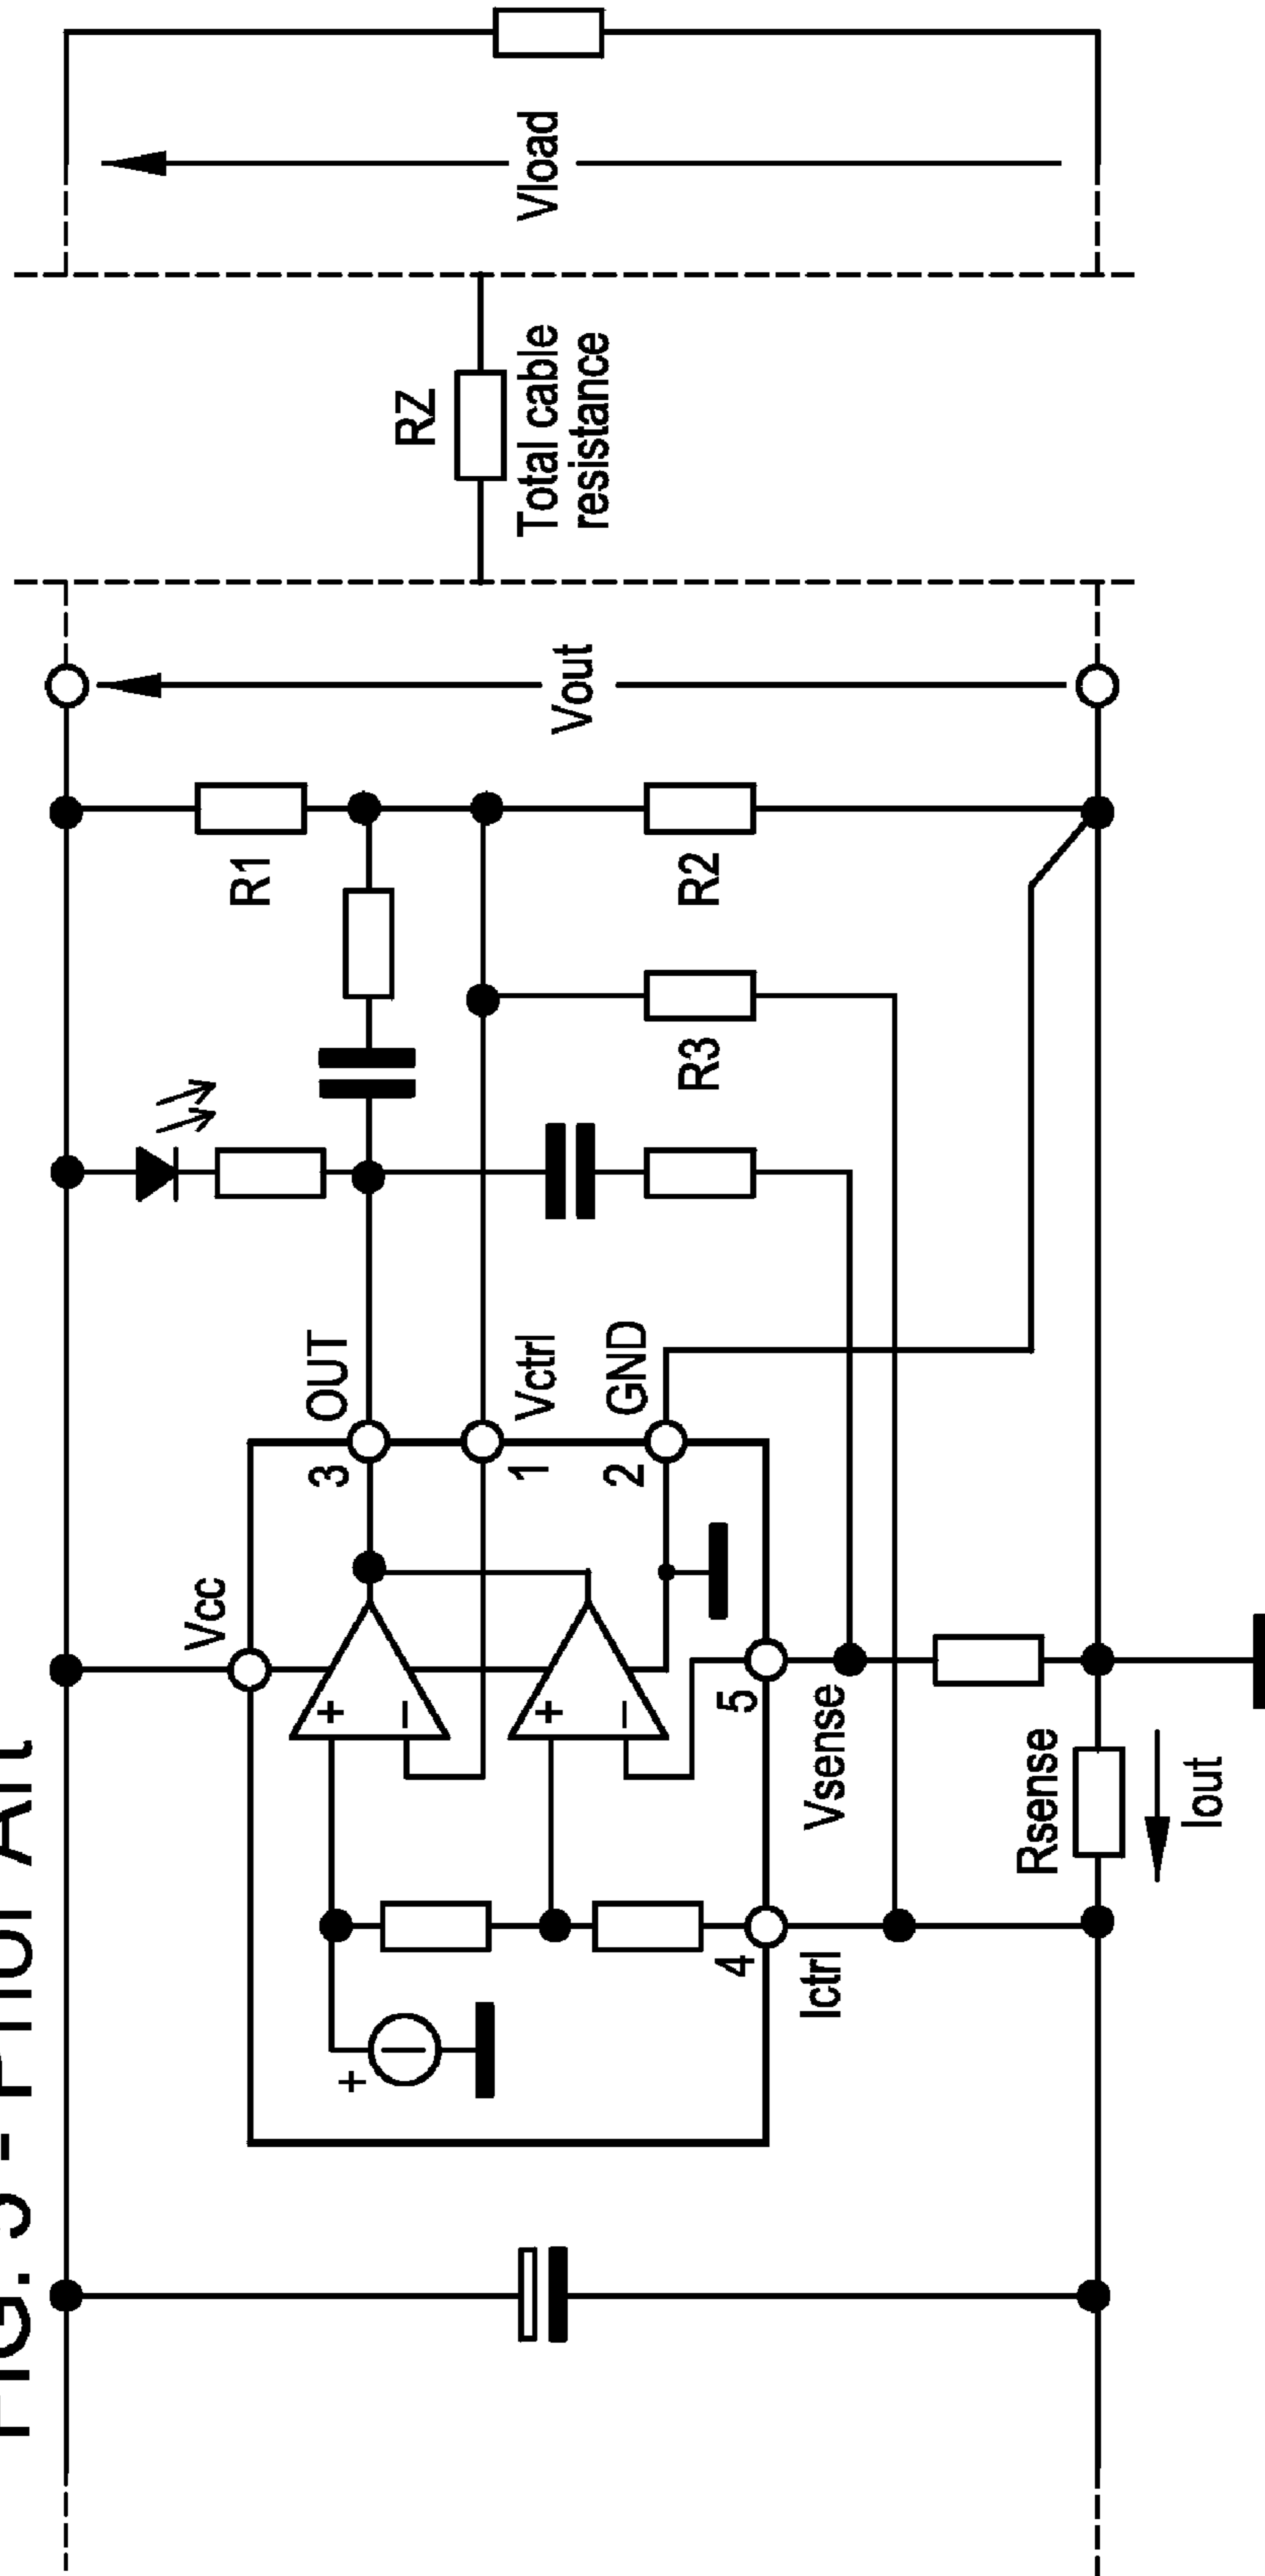 FIG. 3 - Prior Art
Vcc
3
OUT
1
Vctrl
2
GND
+
−
+
−
+
4
Ictrl
5
Vsense
Rsense
Iout
R1
R2
R3
Vout
RZ
Total cable
resistance
Vload